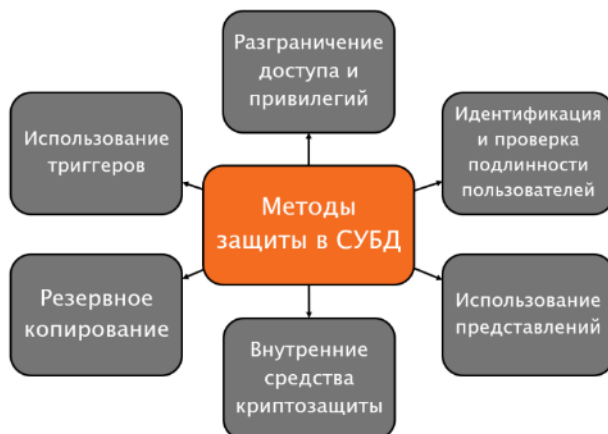 Разграничение
доступа и
привилегий
Использование
триггеров
Идентификация
и проверка
подлинности
пользователей
Методы
защиты в СУБД
Резервное
копирование
Использование
представлений
Внутренние
средства
криптозащиты